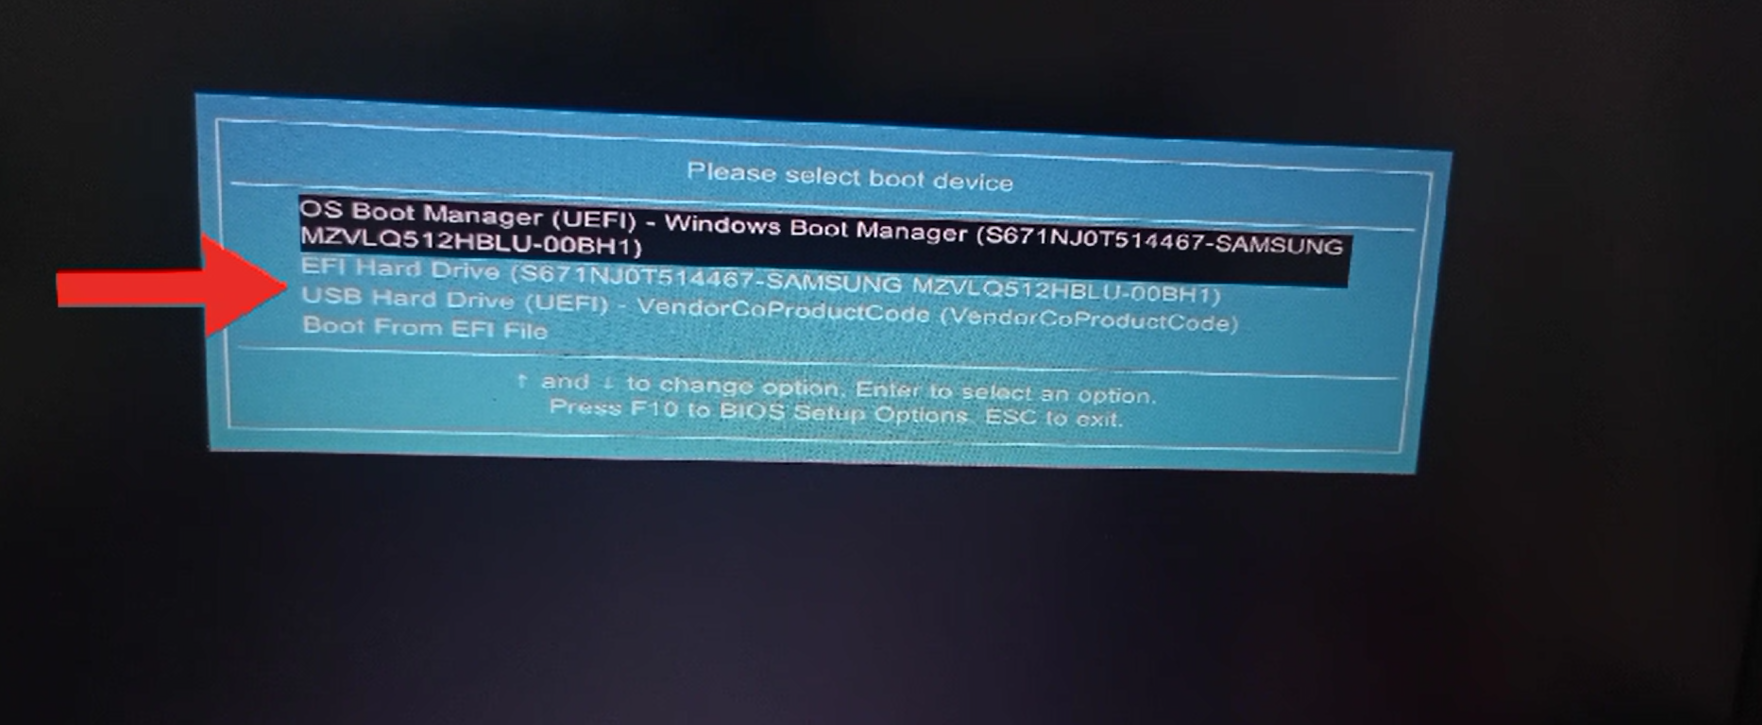 Please select boot device
OS Boot Manager (UEFI) - Windows Boot Manager (S671NJ0T514467-SAMSUNG
MZVLQ512HBLU-00BH1)
EFI Hard Drive (S671NJ0T514467-SAMSUNG MZVLQ512HBLU-00BH1)
USB Hard Drive (UEFI) - VendorCoProductCode (VendorCoProductCode)
Boot From EFI File
↑ and ↓ to change option, Enter to select an option.
Press F10 to BIOS Setup Options, ESC to exit.